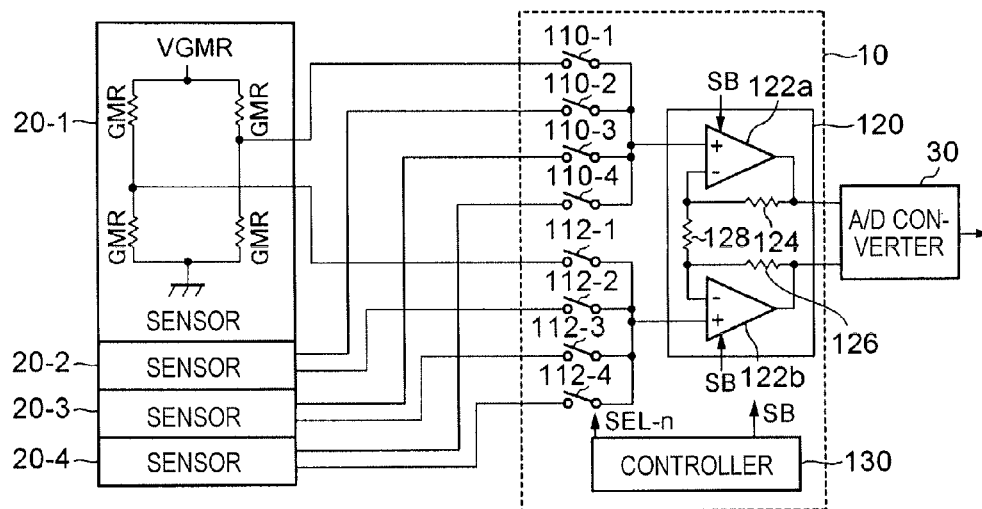 VGMR
GMR
GMR
GMR
GMR
SENSOR
20-1
SENSOR
20-2
SENSOR
20-3
SENSOR
20-4
110-1
110-2
110-3
110-4
112-1
112-2
112-3
112-4
SEL-n
10
SB
122a
120
+
-
124
128
-
+
126
SB
122b
SB
CONTROLLER
130
30
A/D CON-
VERTER